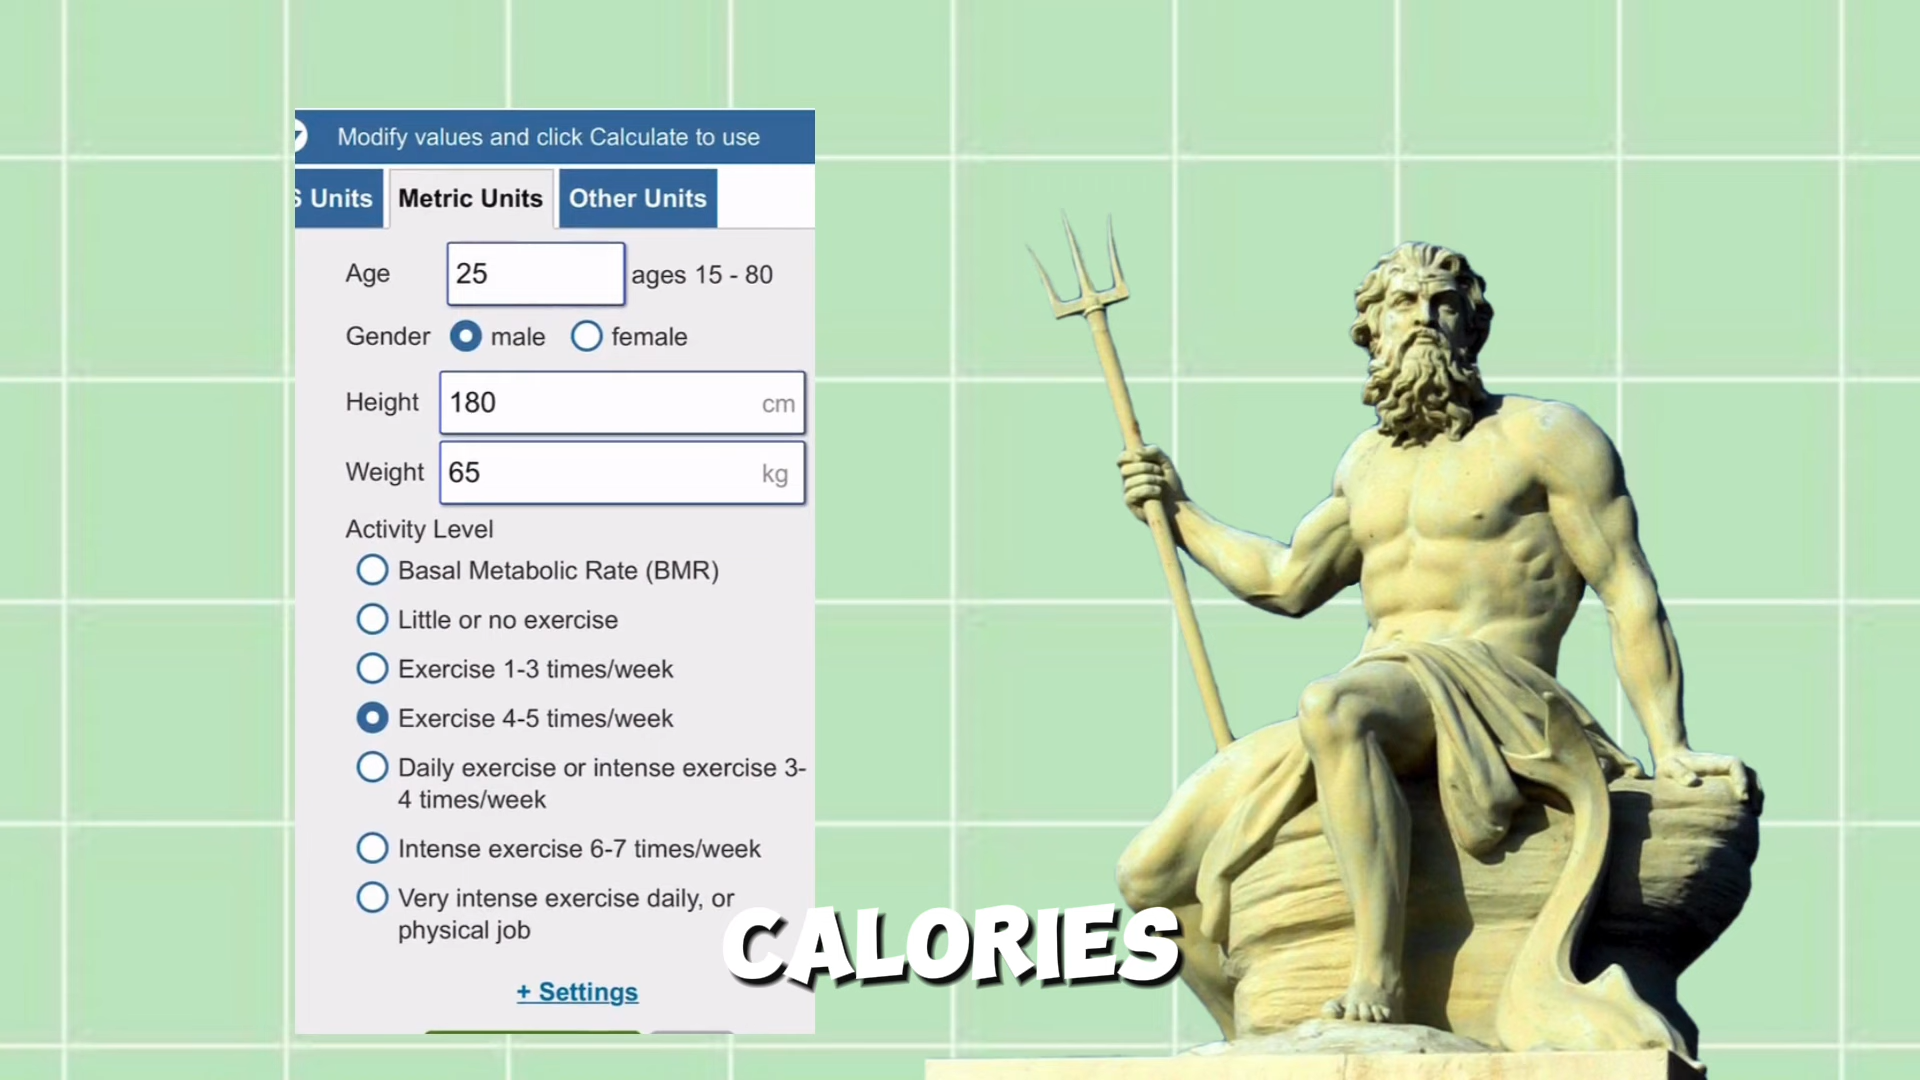 Modify values and click Calculate to use
S Units Metric Units Other Units
Age 25 ages 15 - 80
Gender male female
Height 180 cm
Weight 65 kg
Activity Level
Basal Metabolic Rate (BMR)
Little or no exercise
Exercise 1-3 times/week
Exercise 4-5 times/week
Daily exercise or intense exercise 3-
4 times/week
Intense exercise 6-7 times/week
Very intense exercise daily, or
physical job
+ Settings
CALORIES